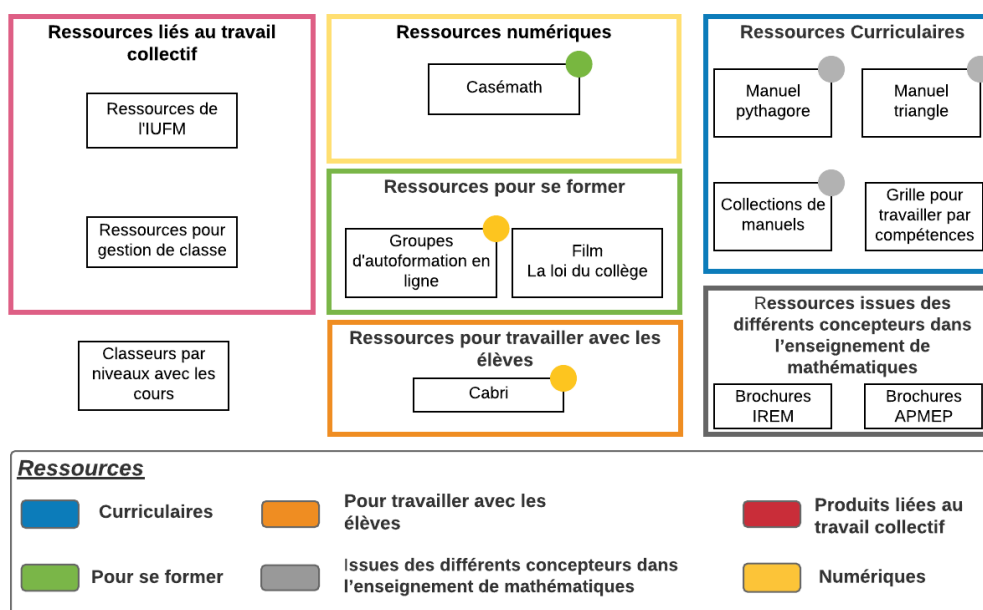 Ressources liés au travail
collectif
Ressources de
l'IUFM
Ressources pour
gestion de classe
Classeurs par
niveaux avec les
cours
Ressources numériques
Casémath
Ressources pour se former
Groupes
d'autoformation en
ligne
Film
La loi du collège
Ressources pour travailler avec les
élèves
Cabri
Ressources Curriculaires
Manuel
pythagore
Manuel
triangle
Collections de
manuels
Grille pour
travailler par
compétences
Ressources issues des
différents concepteurs dans
l'enseignement de
mathématiques
Brochures
IREM
Brochures
APMEP
Ressources
Curriculaires
Pour travailler avec les
élèves
Produits liées au
travail collectif
Pour se former
Issues des différents concepteurs dans
l'enseignement de mathématiques
Numériques